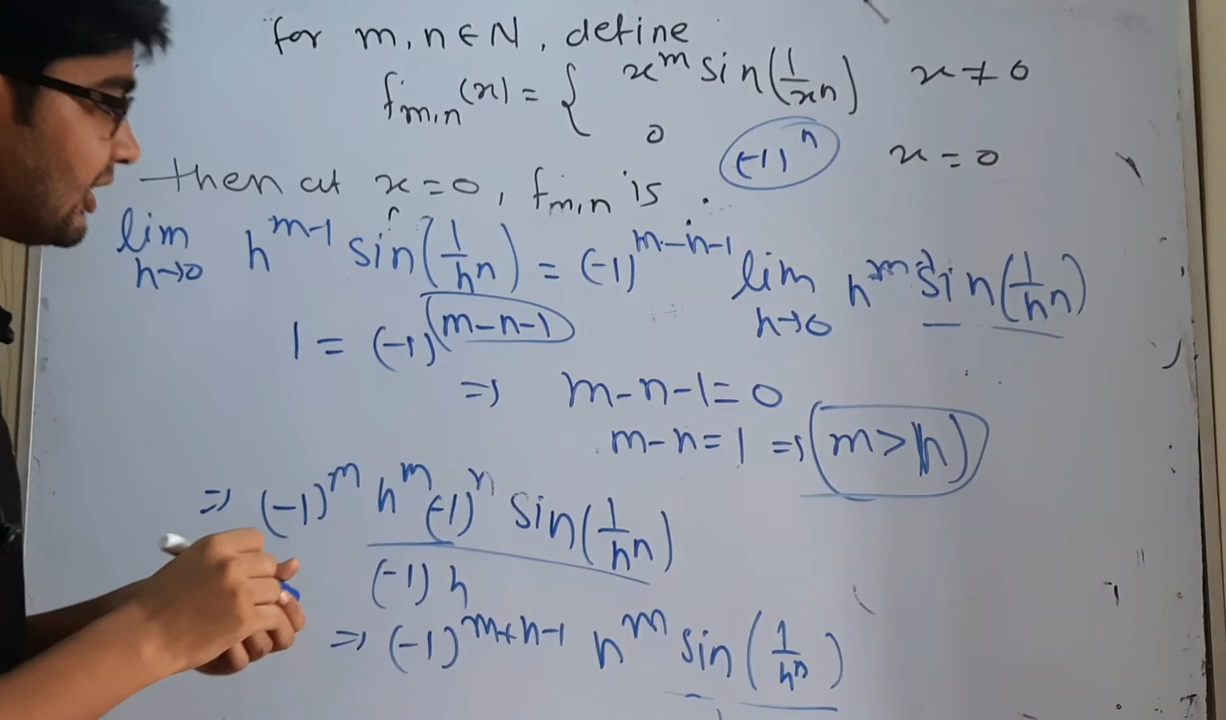 for m, n ∈ N, define
f_{m,n}(x) = { x^m sin(1/x^n) x ≠ 0
0 (-1)^n x = 0
then at x = 0, f_{m,n} is .
lim_{h→0} h^{m-1} sin(1/h^n) = (-1)^{m-n-1} lim_{h→0} h^{m-1} sin(1/h^n)
1 = (-1)^{m-n-1}
⇒ m-n-1 = 0
m-n = 1 ⇒ m > n
⇒ (-1)^m h^m (-1)^n sin(1/h^n) / (-1) h
⇒ (-1)^{m+n-1} h^m sin(1/h^n)